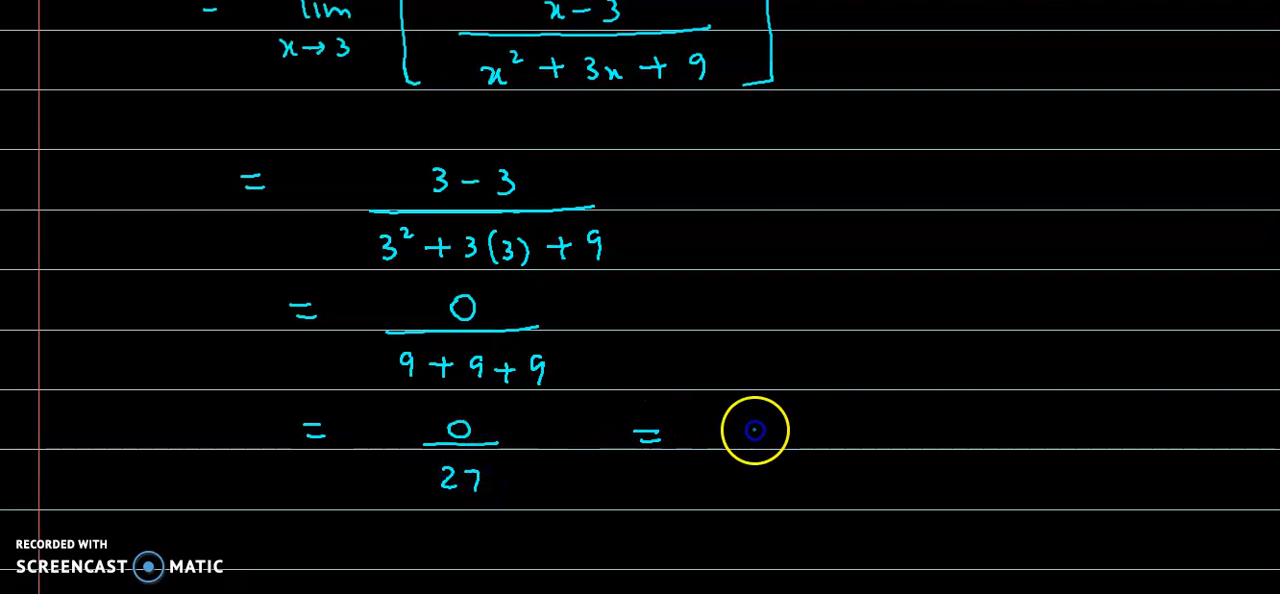 = lim x→3 [ x - 3 / x² + 3x + 9 ]
= 3 - 3 / 3² + 3(3) + 9
= 0 / 9 + 9 + 9
= 0 / 27 =
RECORDED WITH
SCREENCAST MATIC